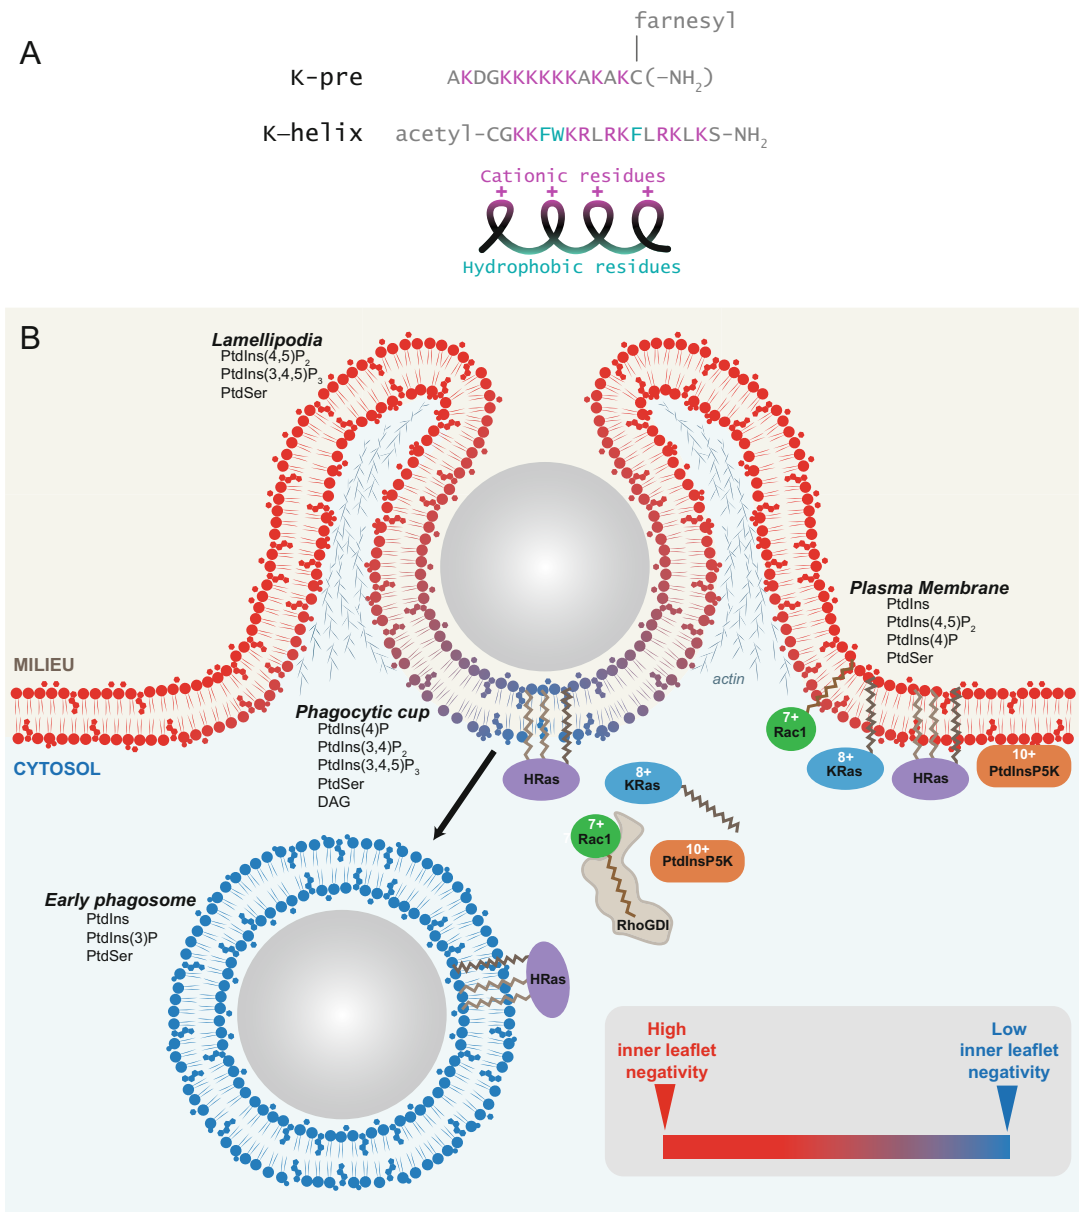 A
farnesyl
K-pre AKDGKKKKKKAKAKC(-NH2)
K-helix acetyl-CGKKFWKRLRKFLRKLKS-NH2
Cationic residues
+ + + +
Hydrophobic residues
B
Lamellipodia
PtdIns(4,5)P2
PtdIns(3,4,5)P3
PtdSer
Plasma Membrane
PtdIns
PtdIns(4,5)P2
PtdIns(4)P
PtdSer
MILIEU
CYTOSOL
actin
Phagocytic cup
PtdIns(4)P
PtdIns(3,4)P2
PtdIns(3,4,5)P3
PtdSer
DAG
7+
Rac1
8+
KRas
HRas
10+
PtdInsP5K
HRas
8+
KRas
7+
Rac1
10+
PtdInsP5K
RhoGDI
Early phagosome
PtdIns
PtdIns(3)P
PtdSer
HRas
High
inner leaflet
negativity
Low
inner leaflet
negativity